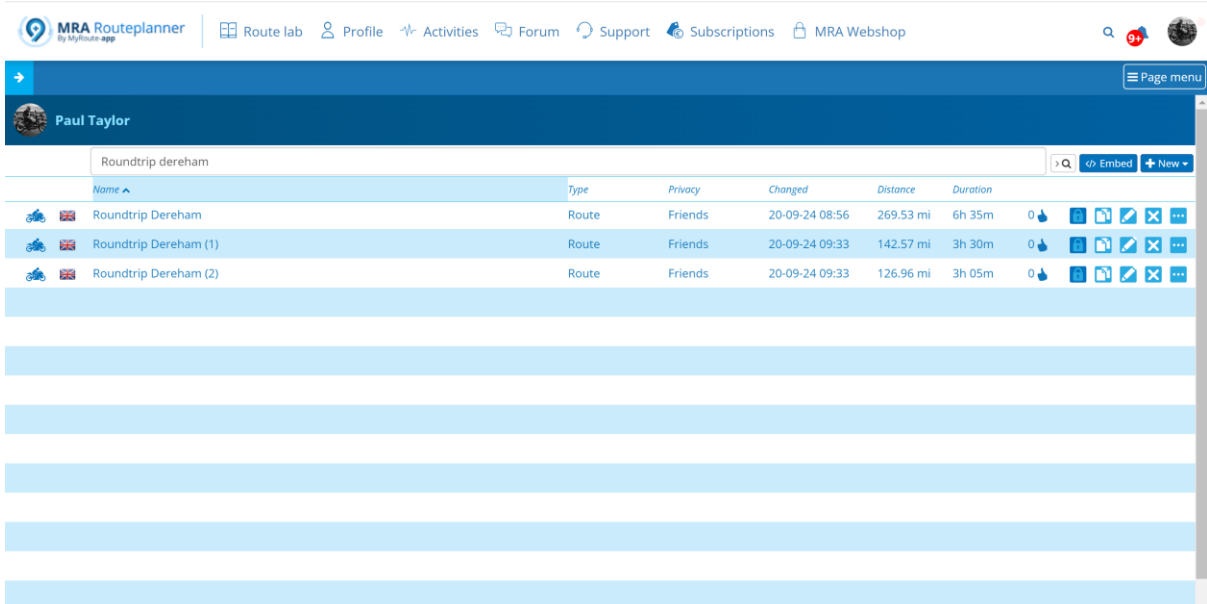 MRA Routeplanner Route lab Profile Activities Forum Support Subscriptions MRA Webshop 9+
By MyRoute-app
Page menu
Paul Taylor
Roundtrip dereham Embed New
Name Type Privacy Changed Distance Duration
Roundtrip Dereham Route Friends 20-09-24 08:56 269.53 mi 6h 35m 0
Roundtrip Dereham (1) Route Friends 20-09-24 09:33 142.57 mi 3h 30m 0
Roundtrip Dereham (2) Route Friends 20-09-24 09:33 126.96 mi 3h 05m 0